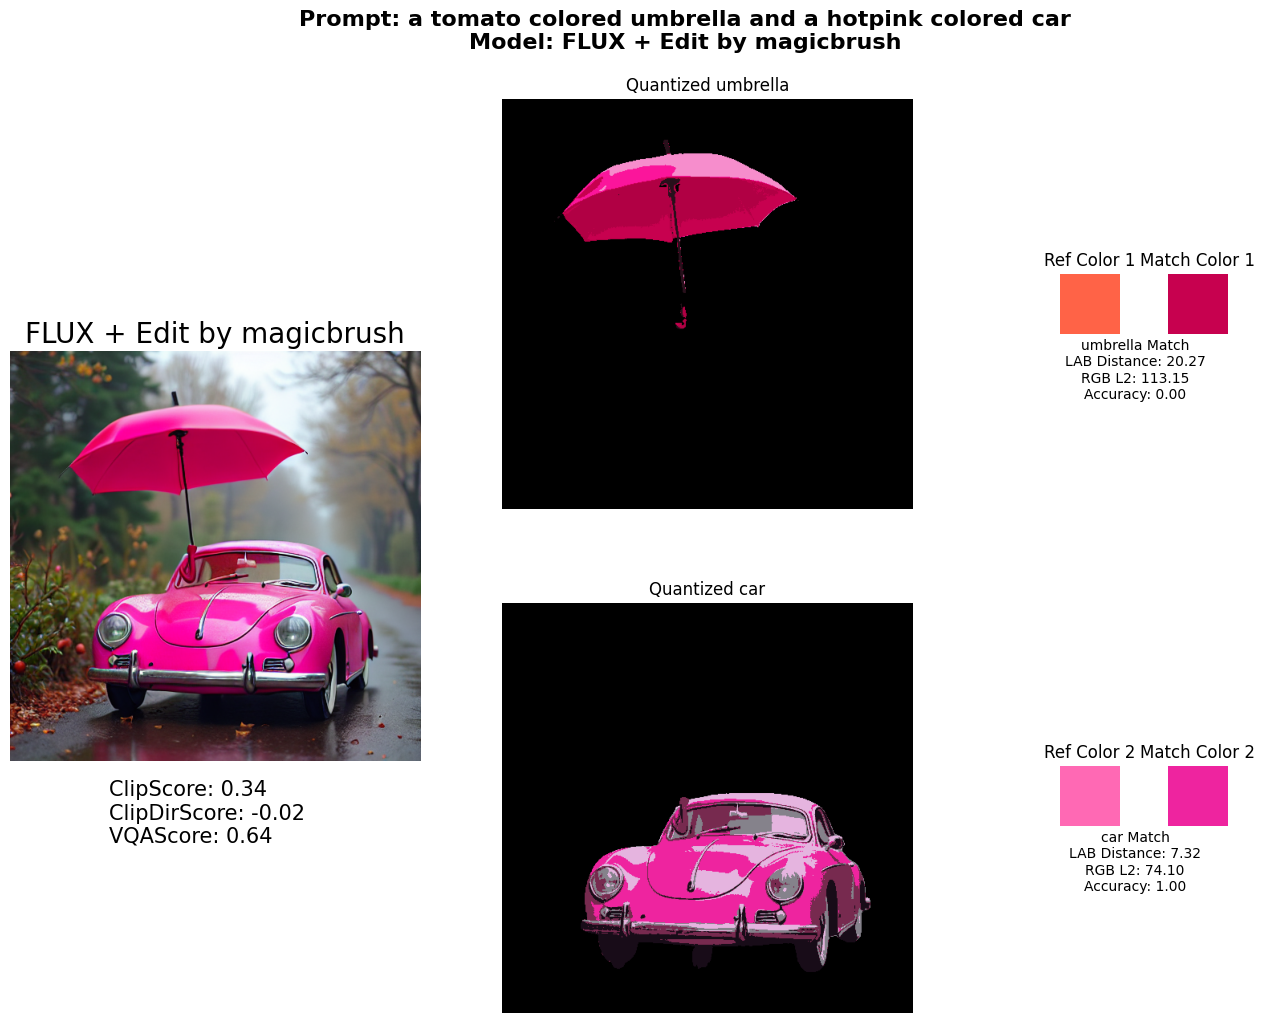 Prompt: a tomato colored umbrella and a hotpink colored car
Model: FLUX + Edit by magicbrush
Quantized umbrella
Ref Color 1 Match Color 1
umbrella Match
LAB Distance: 20.27
RGB L2: 113.15
Accuracy: 0.00
FLUX + Edit by magicbrush
ClipScore: 0.34
ClipDirScore: -0.02
VQAScore: 0.64
Quantized car
Ref Color 2 Match Color 2
car Match
LAB Distance: 7.32
RGB L2: 74.10
Accuracy: 1.00